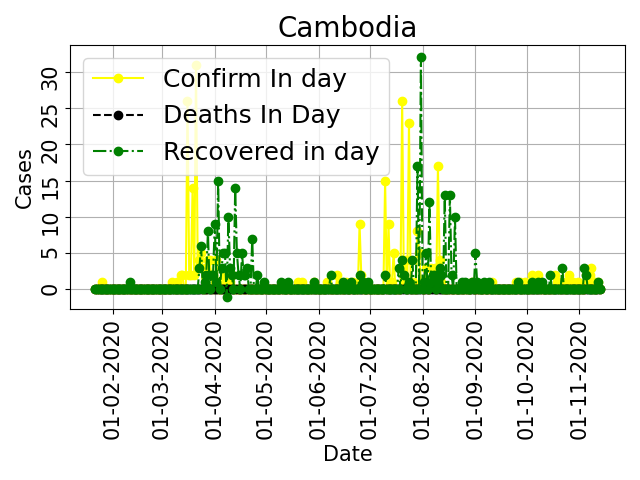 Cambodia
Confirm In day
Deaths In Day
Recovered in day
Cases
30
25
20
15
10
5
0
01-02-2020
01-03-2020
01-04-2020
01-05-2020
01-06-2020
01-07-2020
01-08-2020
01-09-2020
01-10-2020
01-11-2020
Date